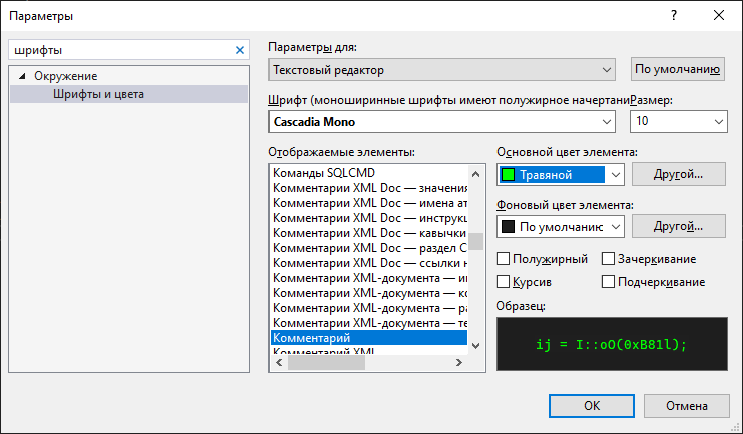 Параметры
?
шрифты
Окружение
Шрифты и цвета
Параметры для:
Текстовый редактор
По умолчанию
Шрифт (моноширинные шрифты имеют полужирное начертани
Размер:
Cascadia Mono
10
Отображаемые элементы:
Команды SQLCMD
Комментарии XML Doc — значения
Комментарии XML Doc — имена ат
Комментарии XML Doc — инструкц
Комментарии XML Doc — кавычки
Комментарии XML Doc — раздел C
Комментарии XML Doc — ссылки н
Комментарии XML-документа — и
Комментарии XML-документа — ко
Комментарии XML-документа — ра
Комментарии XML-документа — те
Комментарий
Комментарий XML
Основной цвет элемента:
Травяной
Другой...
Фоновый цвет элемента:
По умолчанию
Другой...
Полужирный
Зачеркивание
Курсив
Подчеркивание
Образец:
ij = I::oO(0xB81l);
ОК
Отмена